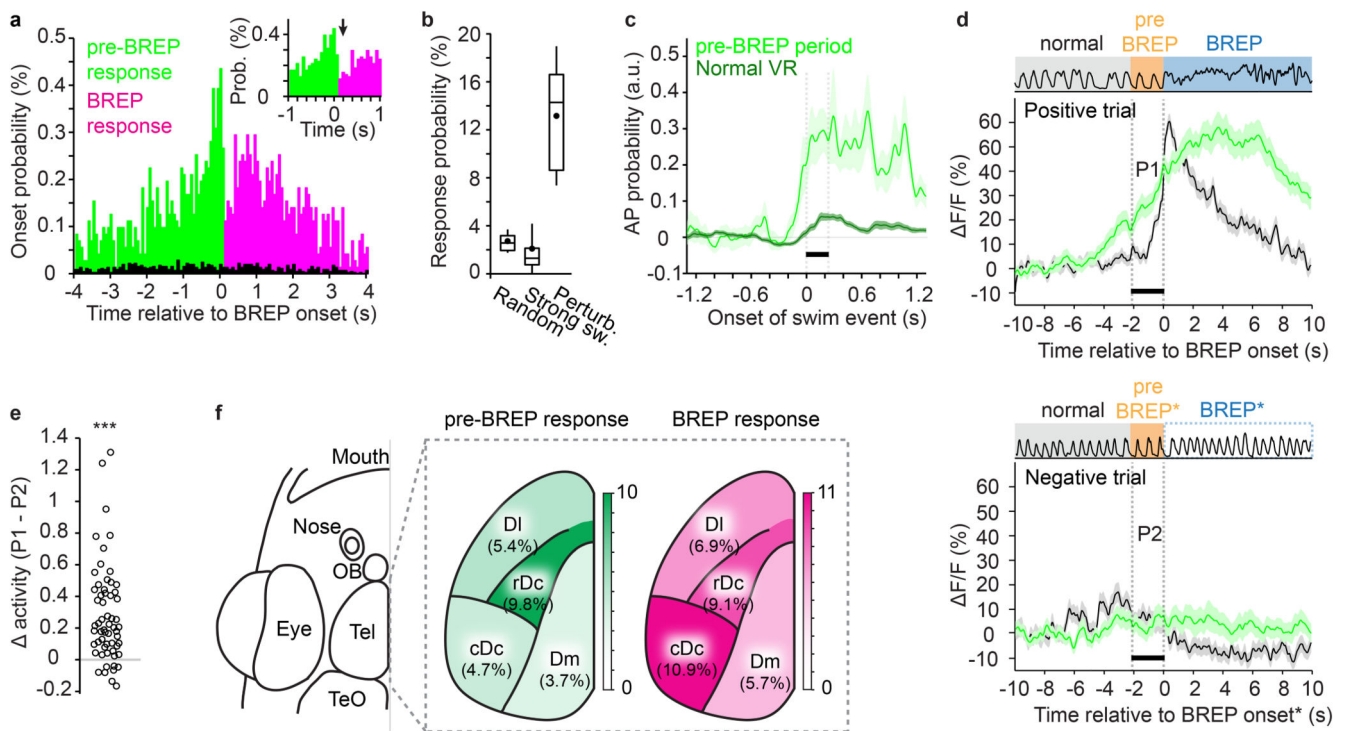 a
pre-BREP
response
BREP
response
Onset probability (%)
0.5
0.4
0.3
0.2
0.1
0
-4 -3 -2 -1 0 1 2 3 4
Time relative to BREP onset (s)
Prob. (%)
0.4
0
-1 0 1
Time (s)
b
Response probability (%)
20
16
12
8
4
0
Random
Strong sw.
Perturb.
c
pre-BREP period
Normal VR
AP probability (a.u.)
0.5
0.4
0.3
0.2
0.1
0
-0.1
-1.2 -0.6 0 0.6 1.2
Onset of swim event (s)
d
normal
pre
BREP
BREP
Positive trial
P1
ΔF/F (%)
60
50
40
30
20
10
0
-10
-10 -8 -6 -4 -2 0 2 4 6 8 10
Time relative to BREP onset (s)
normal
pre
BREP*
BREP*
Negative trial
P2
ΔF/F (%)
60
50
40
30
20
10
0
-10
-10 -8 -6 -4 -2 0 2 4 6 8 10
Time relative to BREP onset* (s)
e
***
Δ activity (P1 - P2)
1.4
1.2
1
0.8
0.6
0.4
0.2
0
-0.2
f
Mouth
Nose
OB
Eye
Tel
TeO
pre-BREP response
Dl
(5.4%)
rDc
(9.8%)
cDc
(4.7%)
Dm
(3.7%)
10
0
BREP response
Dl
(6.9%)
rDc
(9.1%)
cDc
(10.9%)
Dm
(5.7%)
11
0